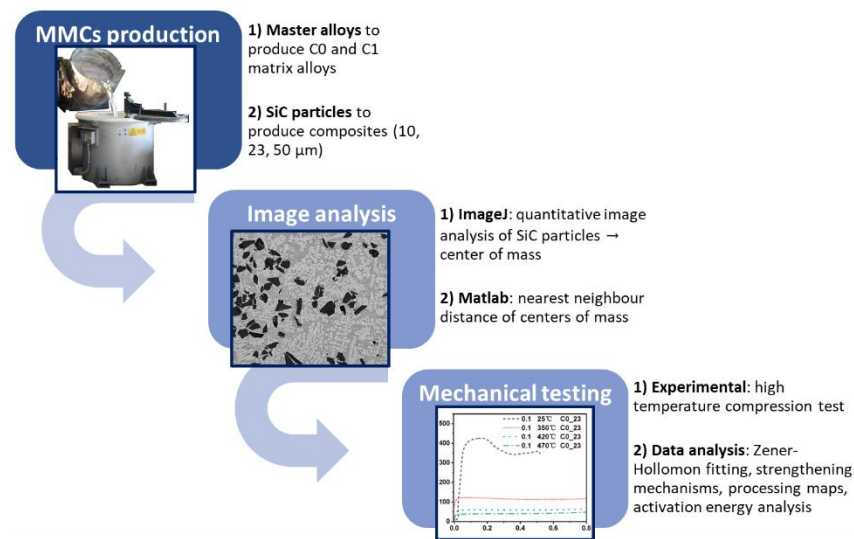 MMCs production
1) Master alloys to
produce C0 and C1
matrix alloys
2) SiC particles to
produce composites (10,
23, 50 μm)
Image analysis
1) ImageJ: quantitative image
analysis of SiC particles →
center of mass
2) Matlab: nearest neighbour
distance of centers of mass
Mechanical testing
500
400
300
200
100
0
0.0 0.2 0.4 0.6 0.8
0.1 25℃ C0_23
0.1 350℃ C0_23
0.1 420℃ C0_23
0.1 470℃ C0_23
1) Experimental: high
temperature compression test
2) Data analysis: Zener-
Hollomon fitting, strengthening
mechanisms, processing maps,
activation energy analysis